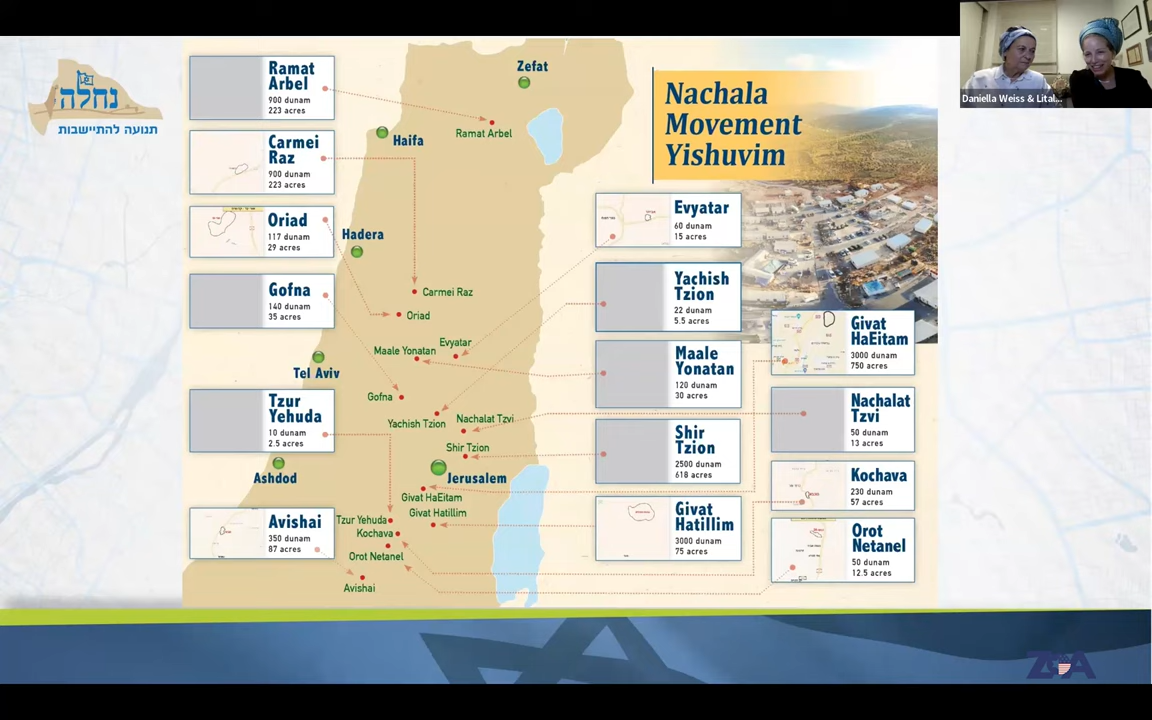 נחלה
תנועה להתיישבות
Ramat
Arbel
900 dunam
223 acres
Carmei
Raz
900 dunam
223 acres
Oriad
117 dunam
29 acres
Gofna
140 dunam
35 acres
Tzur
Yehuda
10 dunam
2.5 acres
Avishai
350 dunam
87 acres
Zefat
Haifa
Ramat Arbel
Hadera
Carmei Raz
Oriad
Evyatar
Maale Yonatan
Tel Aviv
Gofna
Yachish Tzion
Nachalat Tzvi
Shir Tzion
Ashdod
Jerusalem
Givat HaEitam
Givat Hatillim
Tzur Yehuda
Kochava
Orot Netanel
Avishai
Nachala
Movement
Yishuvim
Evyatar
60 dunam
15 acres
Yachish
Tzion
22 dunam
5.5 acres
Maale
Yonatan
120 dunam
30 acres
Shir
Tzion
2500 dunam
618 acres
Givat
Hatillim
3000 dunam
75 acres
Givat
HaEitam
3000 dunam
750 acres
Nachalat
Tzvi
50 dunam
13 acres
Kochava
230 dunam
57 acres
Orot
Netanel
50 dunam
12.5 acres
Daniella Weiss & Lital...
ZOA